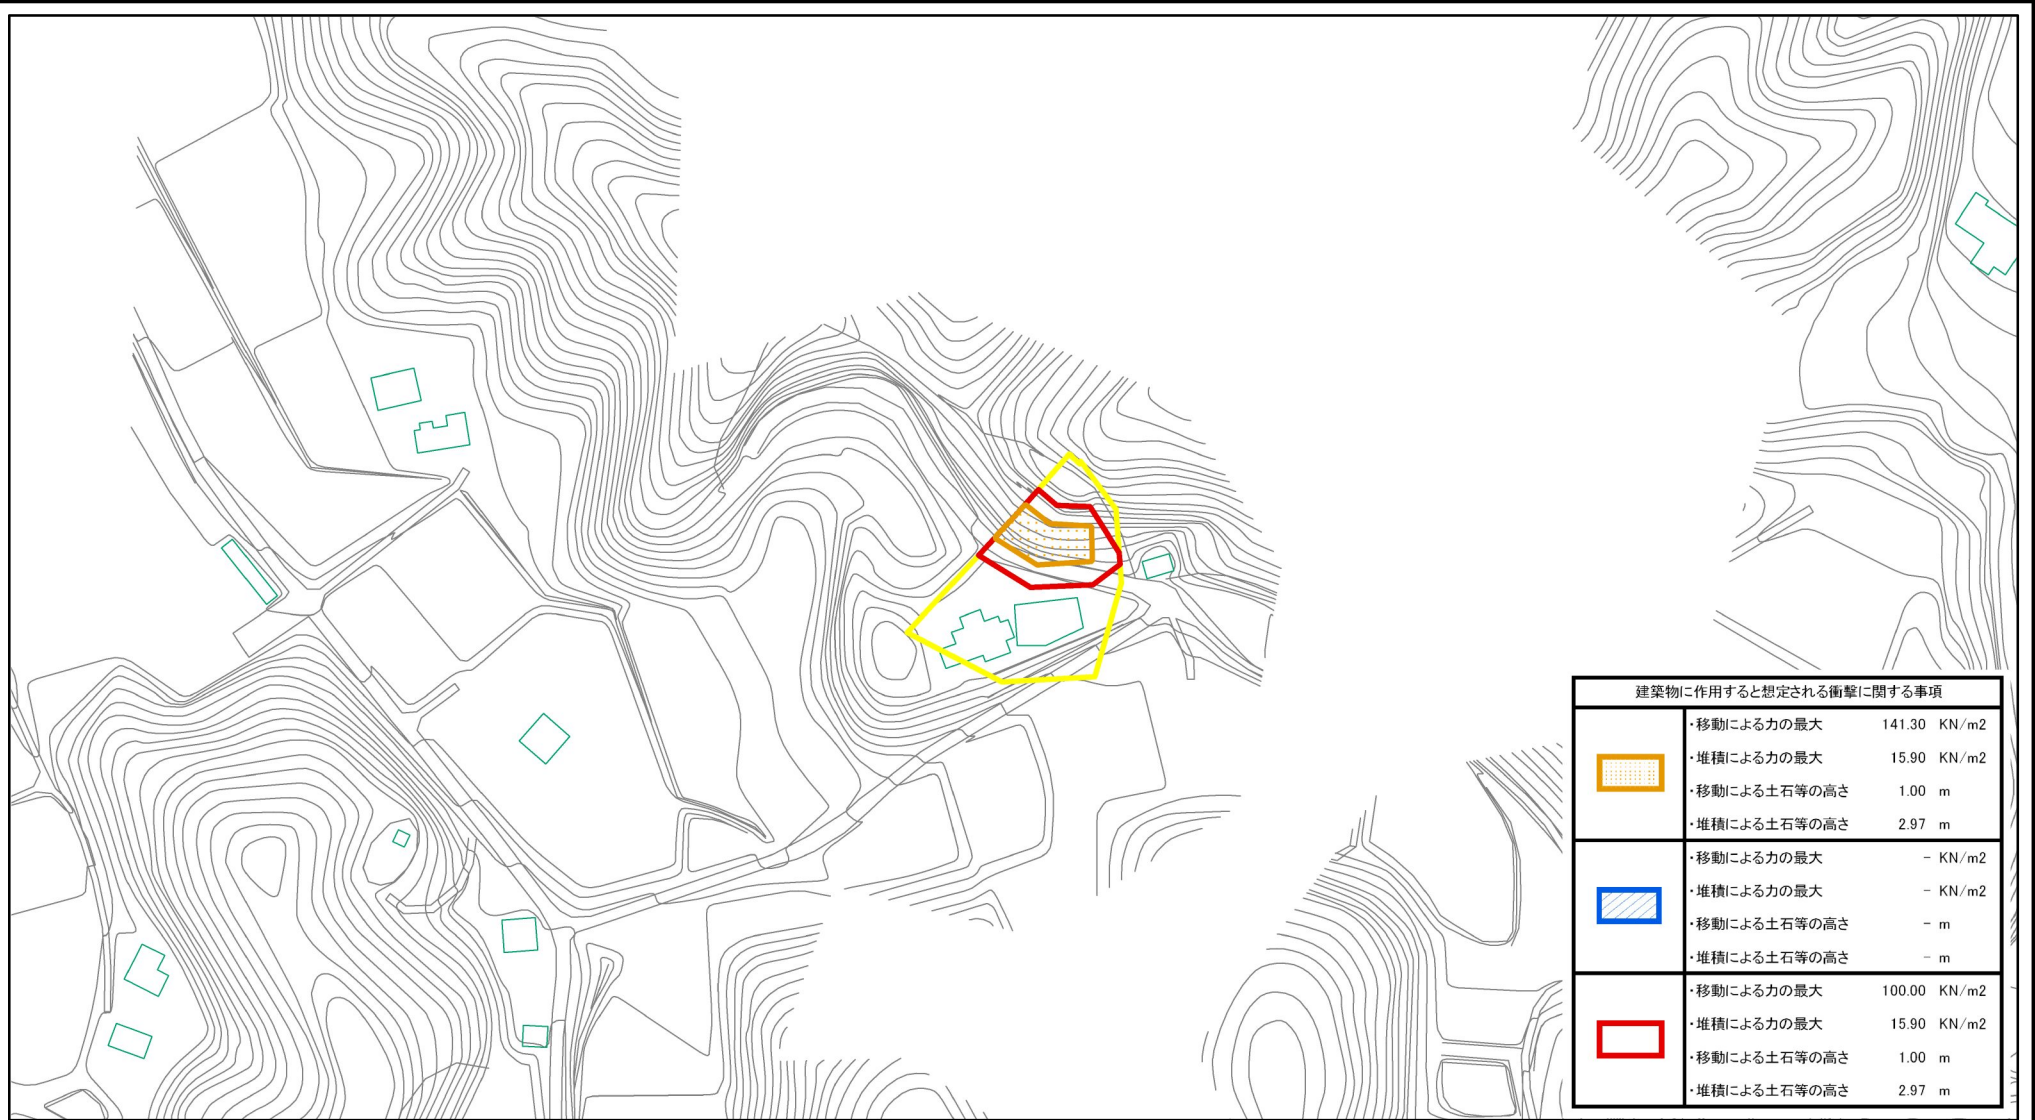 建築物に作用すると想定される衝撃に関する事項
・移動による力の最大 141.30 KN/m2
・堆積による力の最大 15.90 KN/m2
・移動による土石等の高さ 1.00 m
・堆積による土石等の高さ 2.97 m
・移動による力の最大 - KN/m2
・堆積による力の最大 - KN/m2
・移動による土石等の高さ - m
・堆積による土石等の高さ - m
・移動による力の最大 100.00 KN/m2
・堆積による力の最大 15.90 KN/m2
・移動による土石等の高さ 1.00 m
・堆積による土石等の高さ 2.97 m